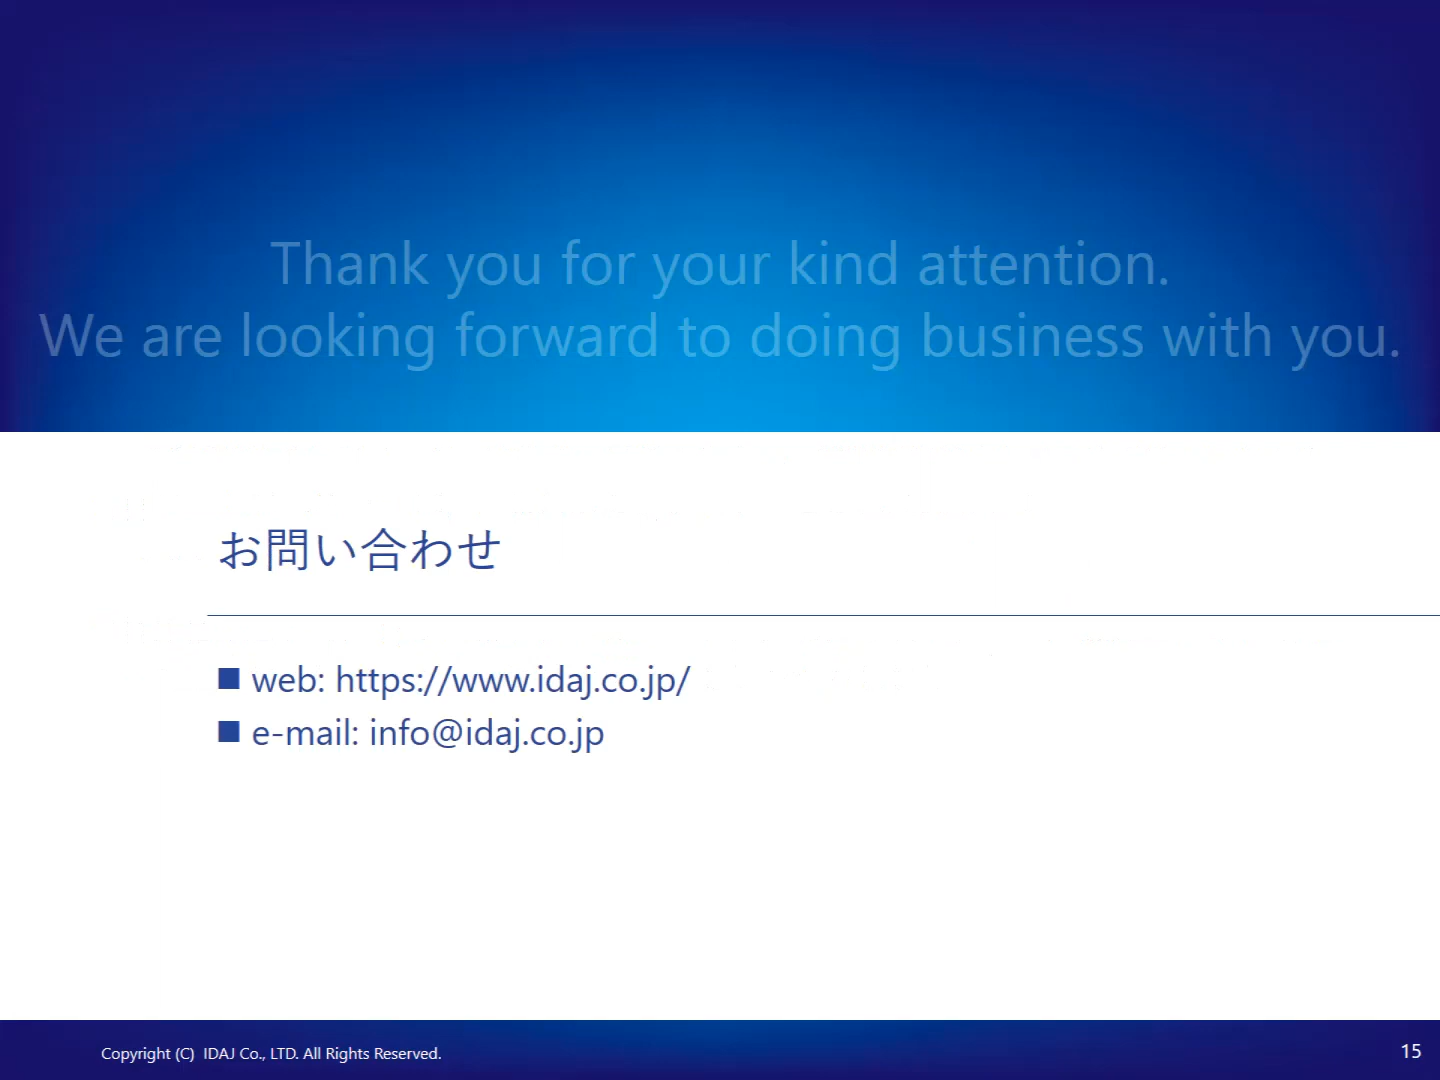 Thank you for your kind attention.
We are looking forward to doing business with you.
お問い合わせ
■ web: https://www.idaj.co.jp/
■ e-mail: info@idaj.co.jp
Copyright (C) IDAJ Co., LTD. All Rights Reserved.
15